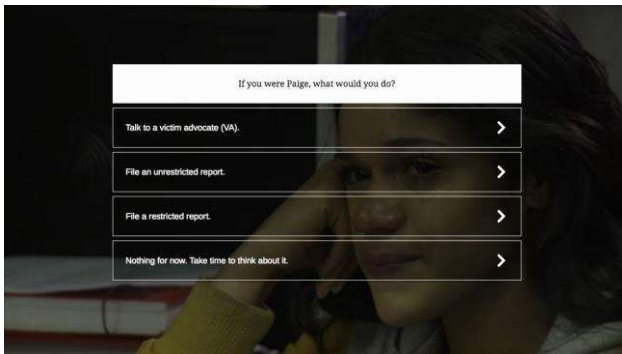 If you were Paige, what would you do?
Talk to a victim advocate (VA).
File an unrestricted report.
File a restricted report.
Nothing for now. Take time to think about it.